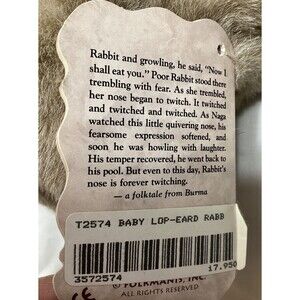 Rabbit and growling, he said, "Now I
shall eat you." Poor Rabbit stood there
trembling with fear. As she trembled,
her nose began to twitch. It twitched
and twitched and twitched. As Naga
watched this little quivering nose, his
fearsome expression softened, and
soon he was howling with laughter.
His temper recovered, he went back to
his pool. But even to this day, Rabbit's
nose is forever twitching.
— a folktale from Burma
T2574 BABY LOP-EARD RABB
3572574
17.950
© FOLKMANIS, INC.
ALL RIGHTS RESERVED